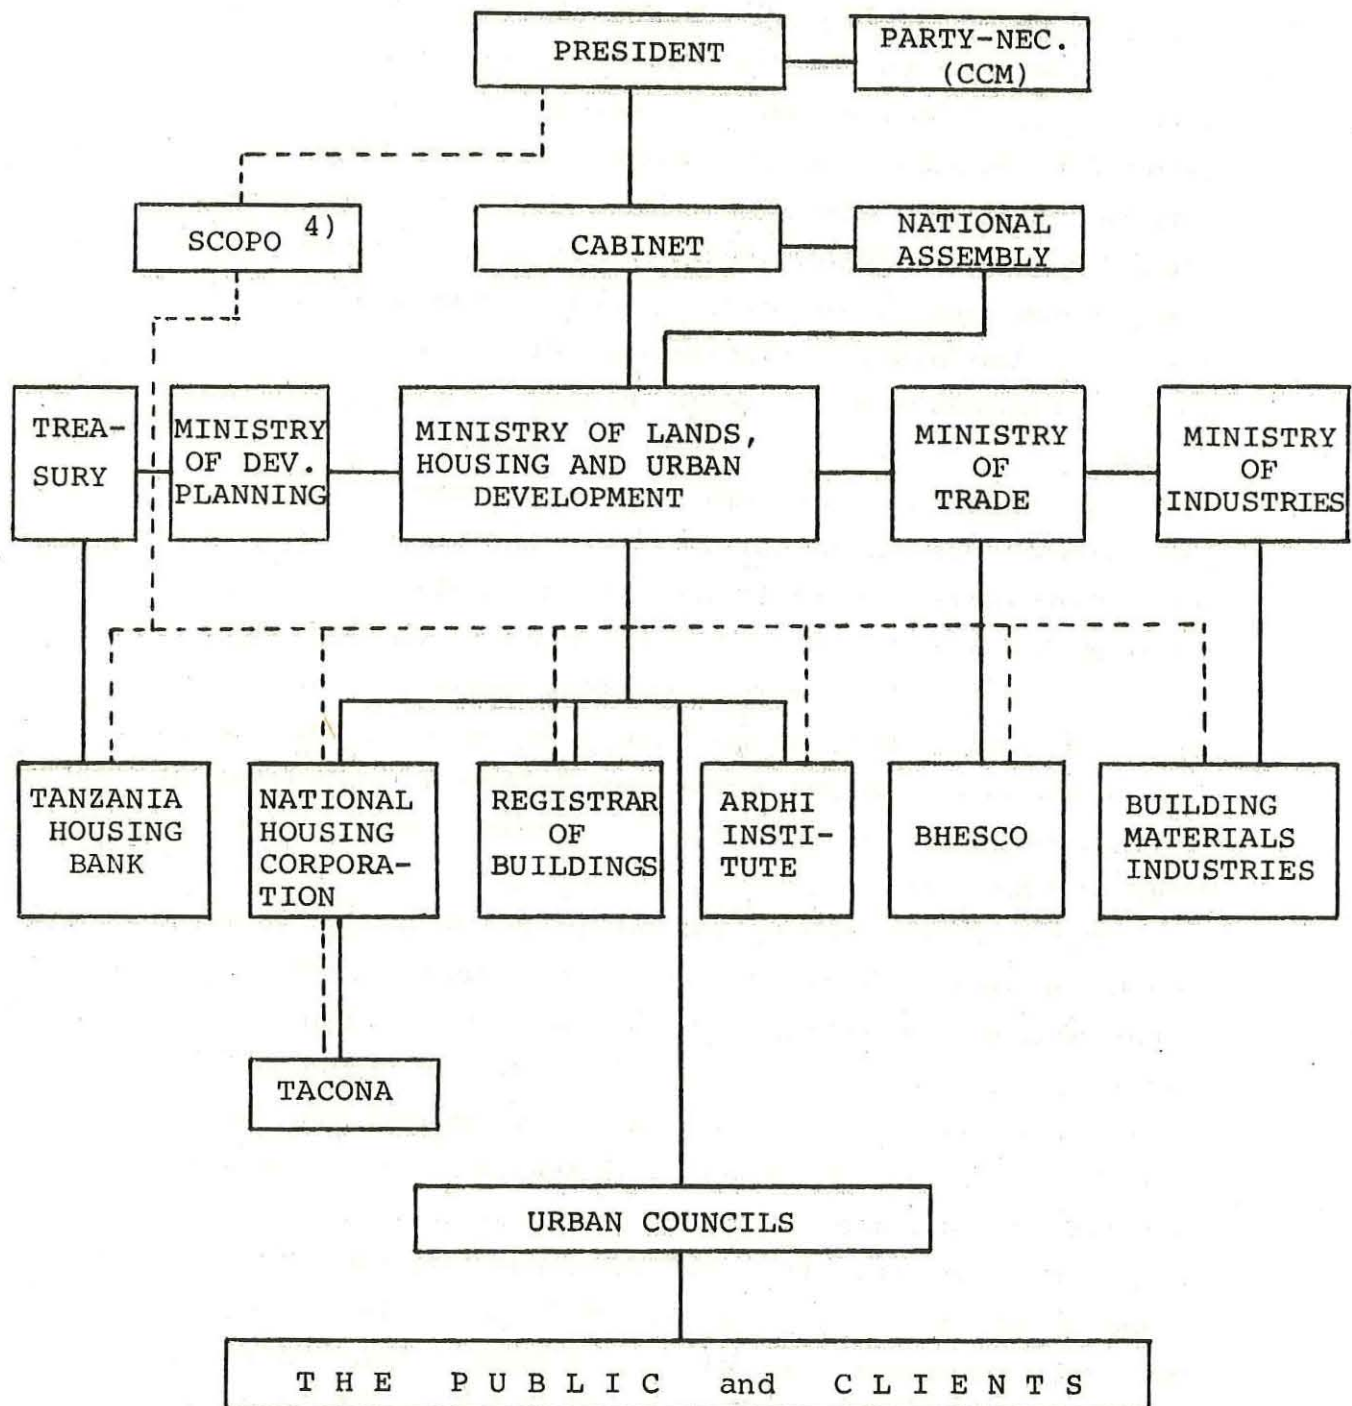 PRESIDENT
PARTY-NEC.
(CCM)
SCOPO 4)
CABINET
NATIONAL
ASSEMBLY
TREA-
SURY
MINISTRY
OF DEV.
PLANNING
MINISTRY OF LANDS,
HOUSING AND URBAN
DEVELOPMENT
MINISTRY
OF
TRADE
MINISTRY
OF
INDUSTRIES
TANZANIA
HOUSING
BANK
NATIONAL
HOUSING
CORPORA-
TION
REGISTRAR
OF
BUILDINGS
ARDHI
INSTI-
TUTE
BHESCO
BUILDING
MATERIALS
INDUSTRIES
TACONA
URBAN COUNCILS
THE PUBLIC and CLIENTS